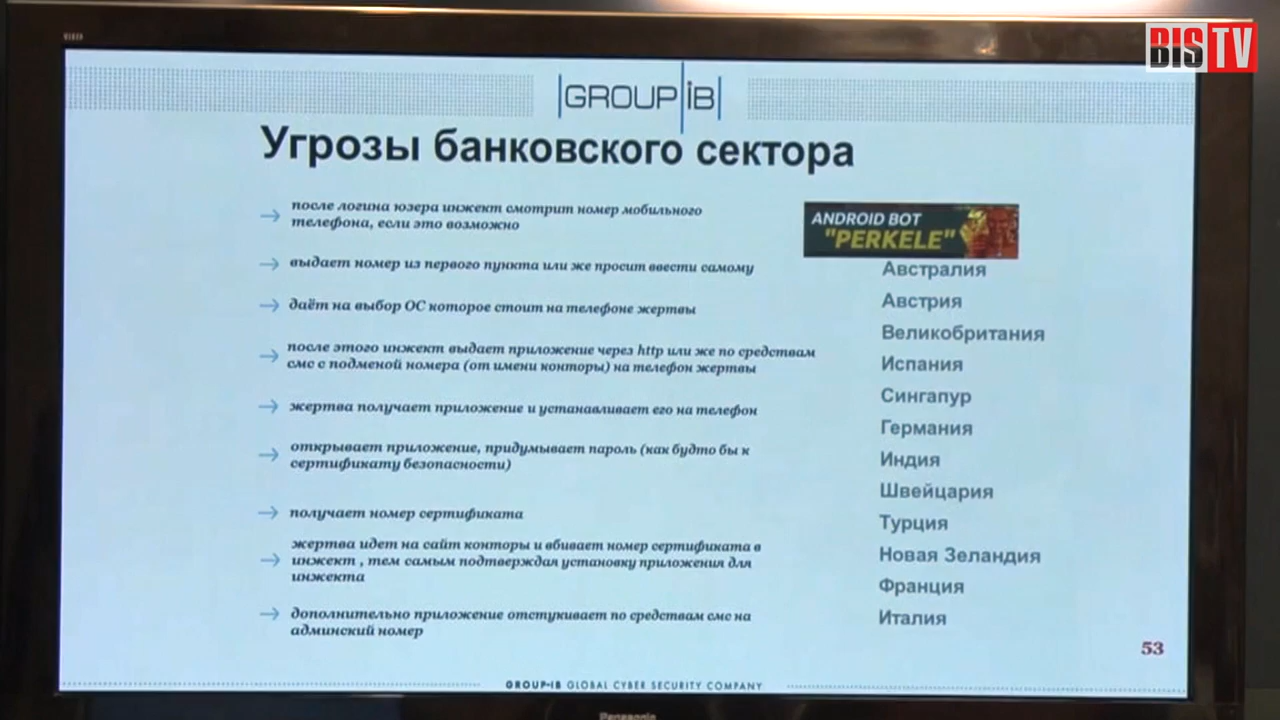 BIS TV
GROUP iB
Угрозы банковского сектора
после логина юзера инжект смотрит номер мобильного
телефона, если это возможно
выдает номер из первого пункта или же просит ввести самому
даёт на выбор ОС которое стоит на телефоне жертвы
после этого инжект выдает приложение через http или же по средствам
смс с подменой номера (от имени конторы) на телефон жертвы
жертва получает приложение и устанавливает его на телефон
открывает приложение, придумывает пароль (как будто бы к
сертификату безопасности)
получает номер сертификата
жертва идет на сайт конторы и вбивает номер сертификата в
инжект , тем самым подтверждая установку приложения для
инжекта
дополнительно приложение отстукивает по средствам смс на
админский номер
ANDROID BOT
"PERKELE"
Австралия
Австрия
Великобритания
Испания
Сингапур
Германия
Индия
Швейцария
Турция
Новая Зеландия
Франция
Италия
53
GROUP-IB GLOBAL CYBER SECURITY COMPANY
Panasonic